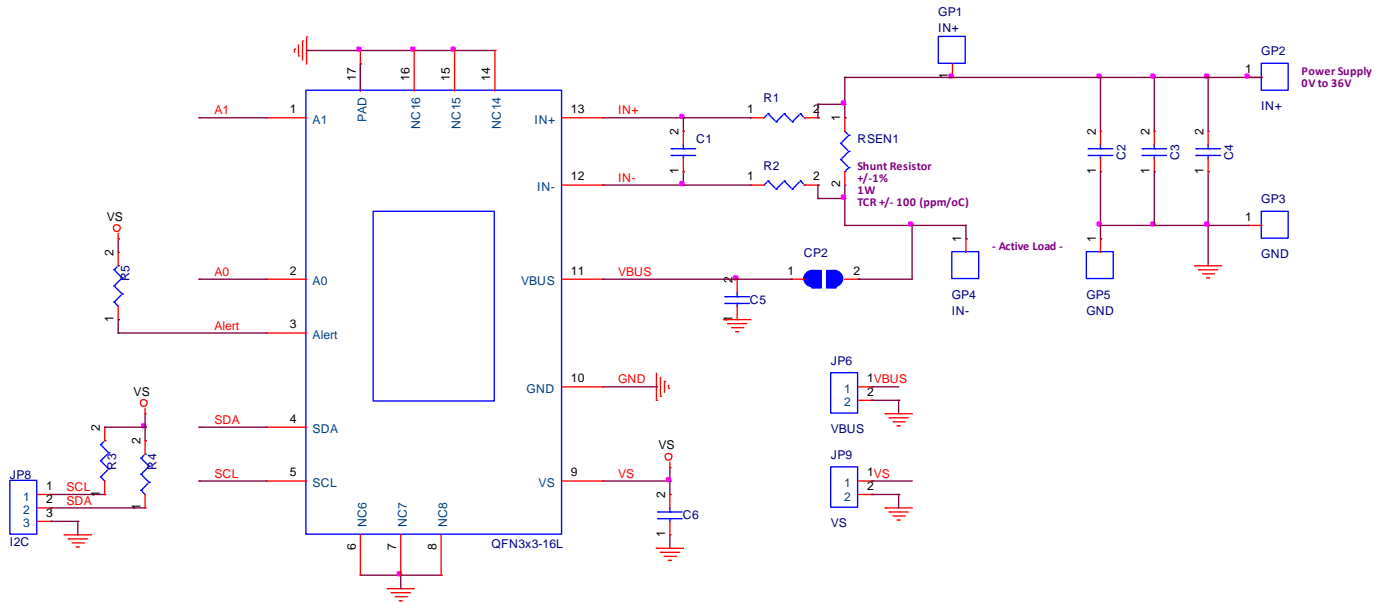 GP1
IN+
1
GP2
1
IN+
Power Supply
0V to 36V
17
16
15
14
PAD
NC16
NC15
NC14
A1
1
A1
IN+
13
IN+
2
C1
1
R1
1
2
1
RSEN1
2
Shunt Resistor
+/-1%
1W
TCR +/- 100 (ppm/oC)
2
C2
1
2
C3
1
2
C4
1
IN-
12
IN-
R2
1
2
GP3
1
GND
VS
2
R5
1
A0
2
A0
VBUS
11
VBUS
2
C5
1
CP2
1
2
1
GP4
IN-
- Active Load -
1
GP5
GND
Alert
3
Alert
GND
10
GND
JP6
1
2
1
VBUS
2
VBUS
VS
2
R3
1
2
R4
1
SDA
4
SDA
SCL
5
SCL
VS
9
VS
VS
2
C6
1
JP9
1
2
1
VS
2
VS
JP8
1
2
3
1
SCL
2
SDA
3
I2C
NC6
NC7
NC8
QFN3x3-16L
6
7
8